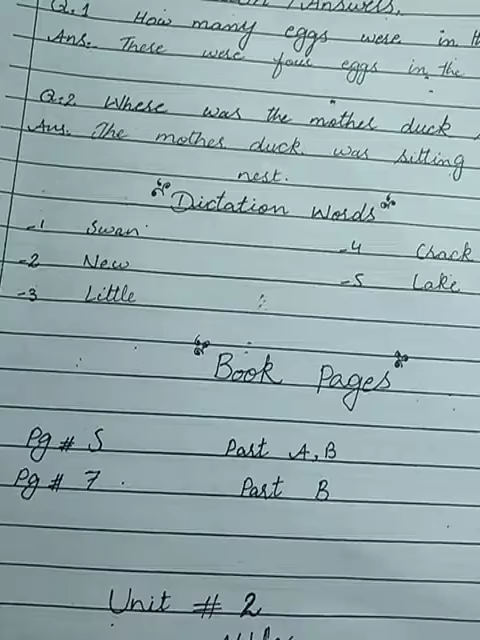 Answers.
Q.1 How many eggs were in
Ans. There were four eggs in the
Q.2 Where was the mother duck
Ans. The mother duck was sitting
nest.
Dictation Words
-1 Swan
-4 Crack
-2 New
-5 Lake
-3 Little
Book Pages
Pg # 5 Part A, B
Pg # 7 Part B
Unit # 2